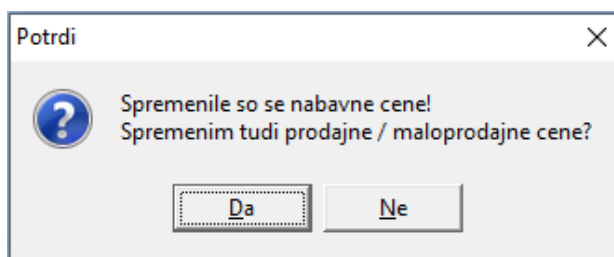 Potrdi
Spremenile so se nabavne cene!
Spremenim tudi prodajne / maloprodajne cene?
Da
Ne